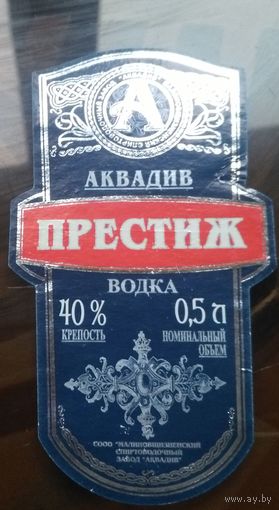 А
АКВАДИВ
ПРЕСТИЖ
ВОДКА
40 % 0,5 л
КРЕПОСТЬ НОМИНАЛЬНЫЙ
ОБЪЕМ
СООО "МАЛИНОВЩИЗНЕНСКИЙ
СПИРТОВОДОЧНЫЙ
ЗАВОД "АКВАДИВ"
www.ay.by